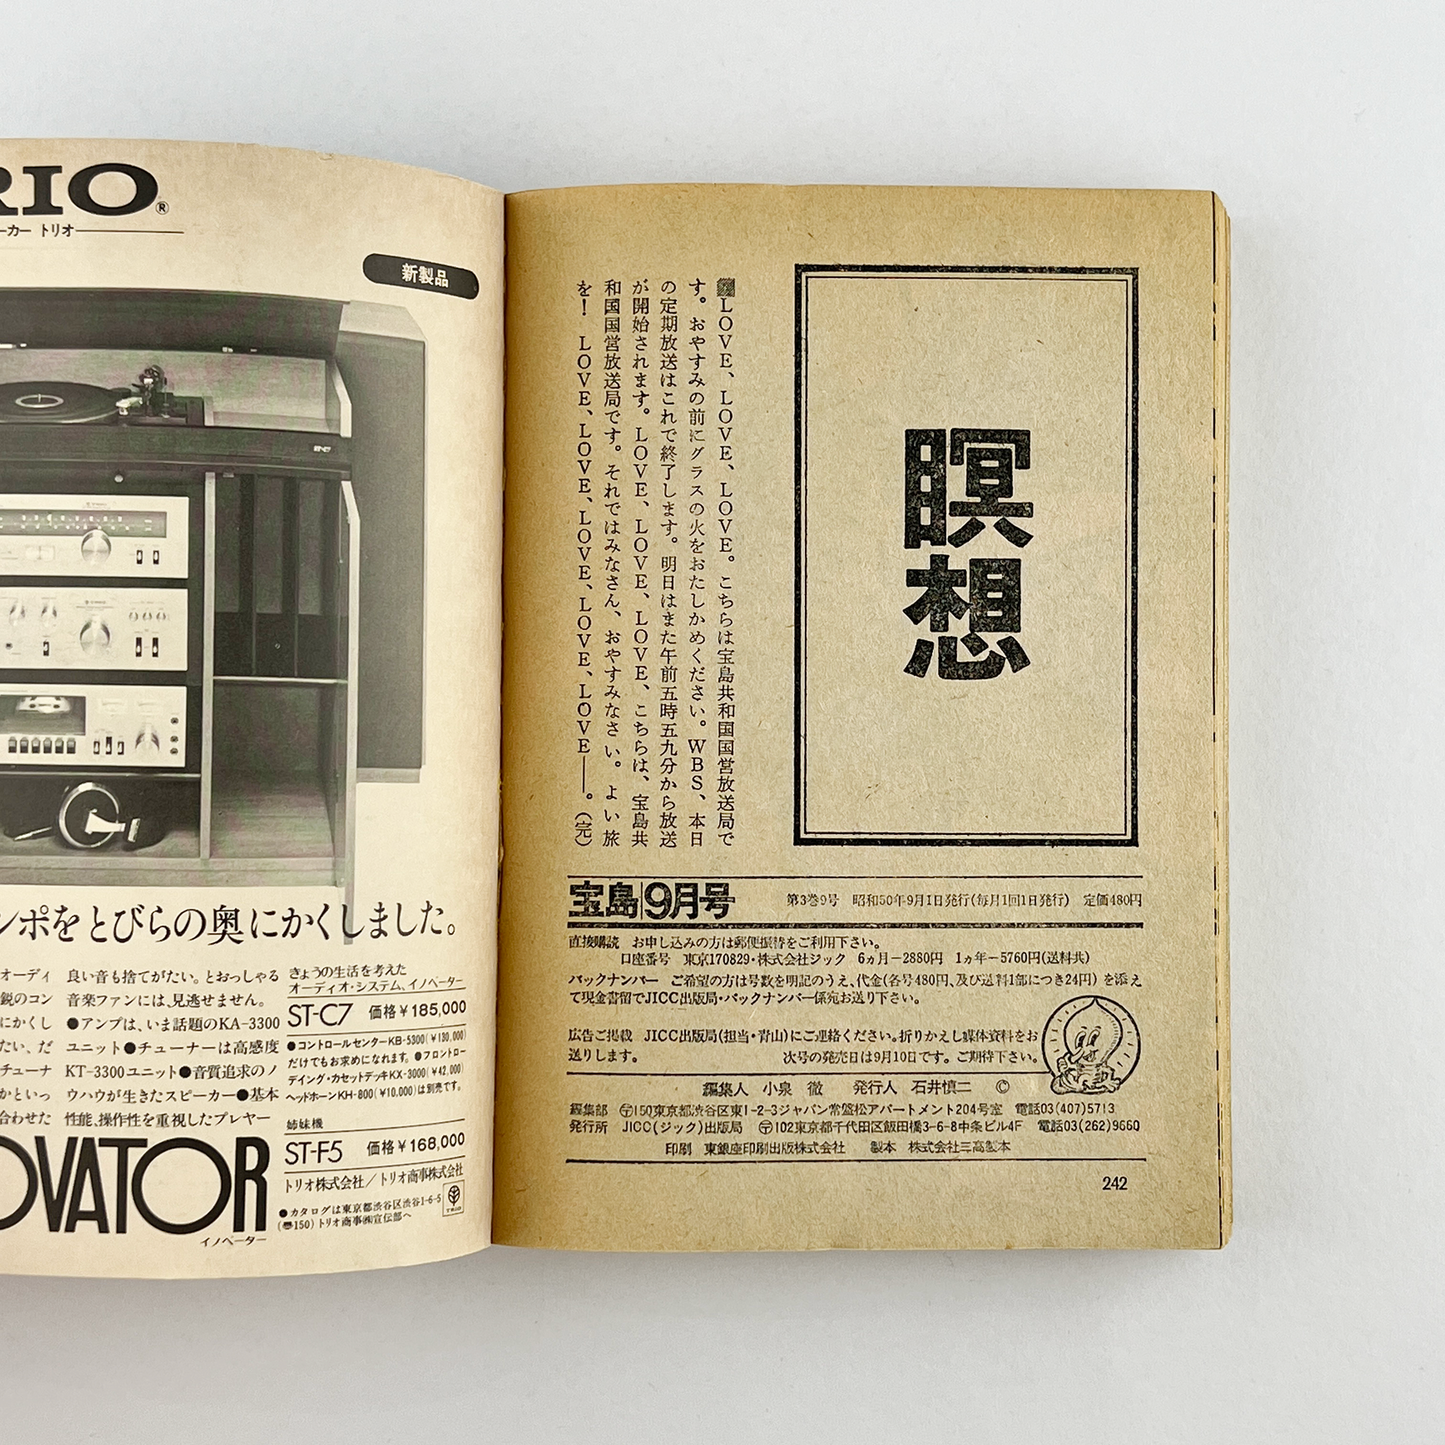 RIO®
ーカー トリオ
新製品
ンポをとびらの奥にかくしました。
オーディ
鋭のコン
にかくし
たい、だ
チューナ
かといっ
合わせた
良い音も捨てがたい。とおっしゃる
音楽ファンには、見逃せません。
●アンプは、いま話題のKA-3300
ユニット●チューナーは高感度
KT-3300ユニット●音質追求のノ
ウハウが生きたスピーカー●基本
性能、操作性を重視したプレヤー
きょうの生活を考えた
オーディオ・システム、イノベーター
ST-C7 価格￥185,000
●コントロールセンターKB-5300(￥130,000)
だけでもお求めになれます。●フロントロー
デイング・カセットデッキKX-3000(￥42,000)
ヘッドホーンKH-800(￥10,000)は別売です。
姉妹機
ST-F5 価格￥168,000
トリオ株式会社／トリオ商事株式会社
●カタログは東京都渋谷区渋谷1-6-5
(〠150)トリオ商事㈱宣伝部へ
TRIO
OVATOR
イノベーター
瞑想
LOVE、LOVE、LOVE、LOVE。こちらは宝島共和国国営放送局で
す。おやすみの前にグラスの火をおたしかめください。WBS、本日
の定期放送はこれで終了します。明日はまた午前五時五九分から放送
が開始されます。LOVE、LOVE、LOVE、こちらは、宝島共
和国国営放送局です。それではみなさん、おやすみなさい。よい旅
を！ LOVE、LOVE、LOVE、LOVE、LOVE──。(完)
宝島|9月号 第3巻9号 昭和50年9月1日発行(毎月1回1日発行) 定価480円
直接購読 お申し込みの方は郵便振替をご利用下さい。
口座番号 東京170829・株式会社ジック 6ヵ月-2880円 1ヵ年-5760円(送料共)
バックナンバー ご希望の方は号数を明記のうえ、代金(各号480円、及び送料1部につき24円)を添え
て現金書留でJICC出版局・バックナンバー係宛お送り下さい。
広告ご掲載 JICC出版局(担当・青山)にご連絡ください。折りかえし媒体資料をお
送りします。 次号の発売日は9月10日です。ご期待下さい。
編集人 小泉 徹 発行人 石井慎二 ©
編集部 〒150東京都渋谷区東1-2-3ジャパン常盤松アパートメント204号室 電話03(407)5713
発行所 JICC(ジック)出版局 〒102東京都千代田区飯田橋3-6-8中条ビル4F 電話03(262)9660
印刷 東銀座印刷出版株式会社 製本 株式会社三高製本
242